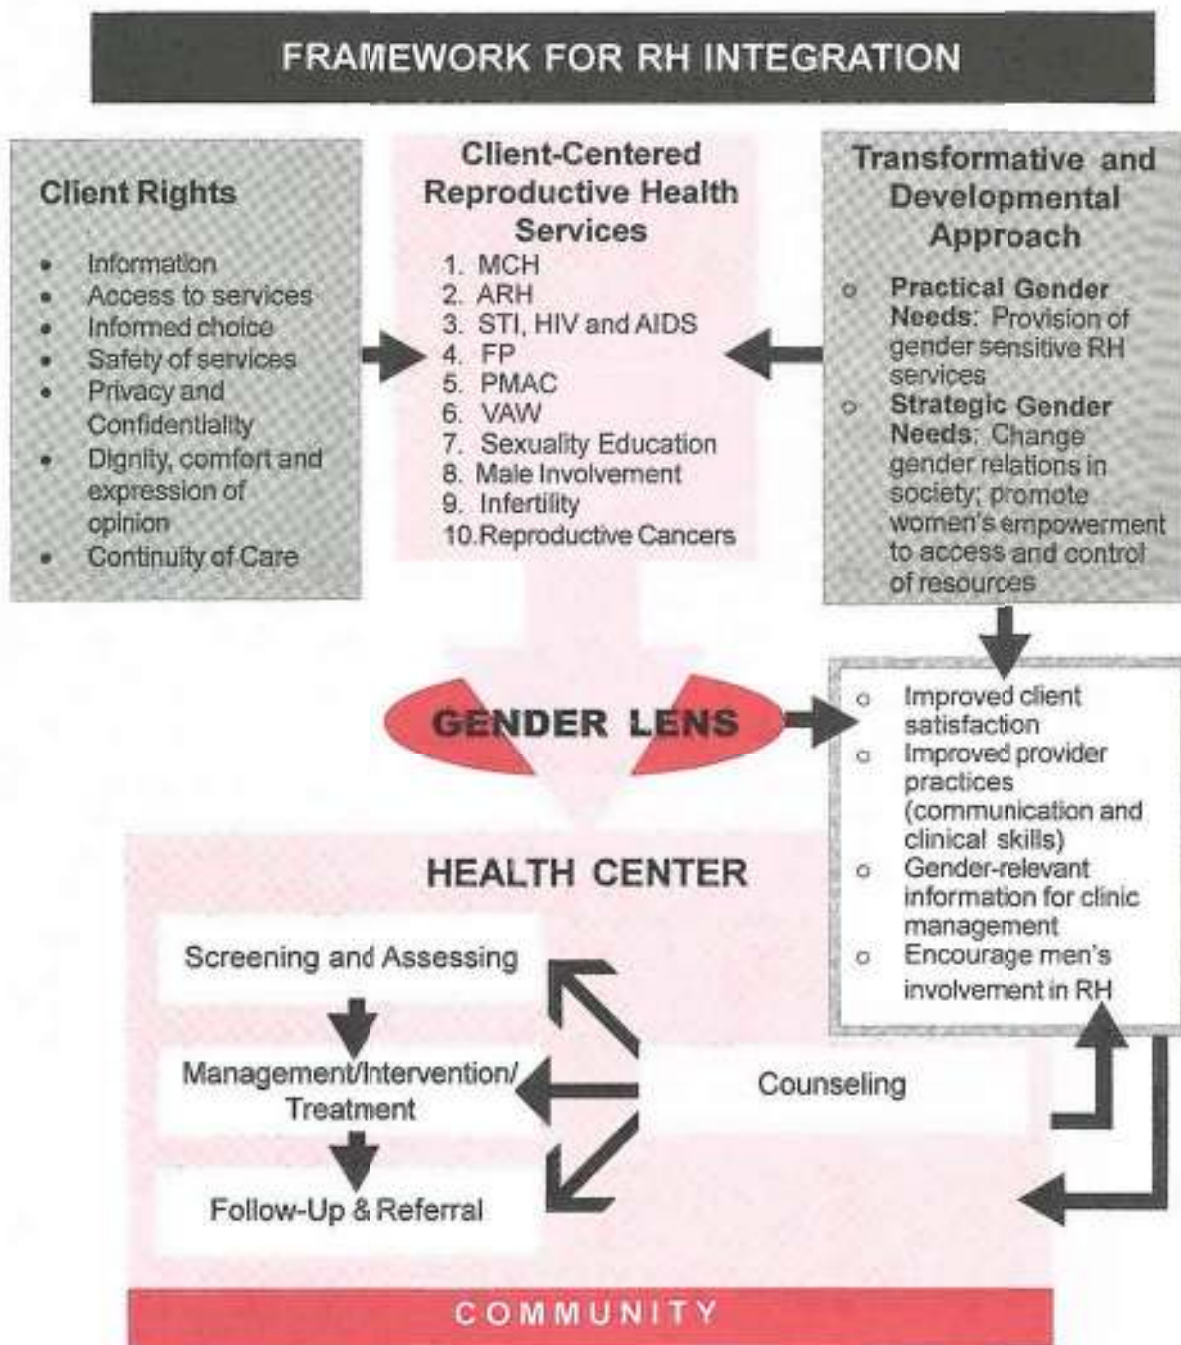 FRAMEWORK FOR RH INTEGRATION
Client Rights
• Information
• Access to services
• Informed choice
• Safety of services
• Privacy and
Confidentiality
• Dignity, comfort and
expression of
opinion
• Continuity of Care
Client-Centered
Reproductive Health
Services
1. MCH
2. ARH
3. STI, HIV and AIDS
4. FP
5. PMAC
6. VAW
7. Sexuality Education
8. Male Involvement
9. Infertility
10.Reproductive Cancers
Transformative and
Developmental
Approach
o Practical Gender
Needs: Provision of
gender sensitive RH
services
o Strategic Gender
Needs: Change
gender relations in
society; promote
women's empowerment
to access and control
of resources
GENDER LENS
o Improved client
satisfaction
o Improved provider
practices
(communication and
clinical skills)
o Gender-relevant
information for clinic
management
o Encourage men's
involvement in RH
HEALTH CENTER
Screening and Assessing
Management/Intervention/
Treatment
Follow-Up & Referral
Counseling
COMMUNITY